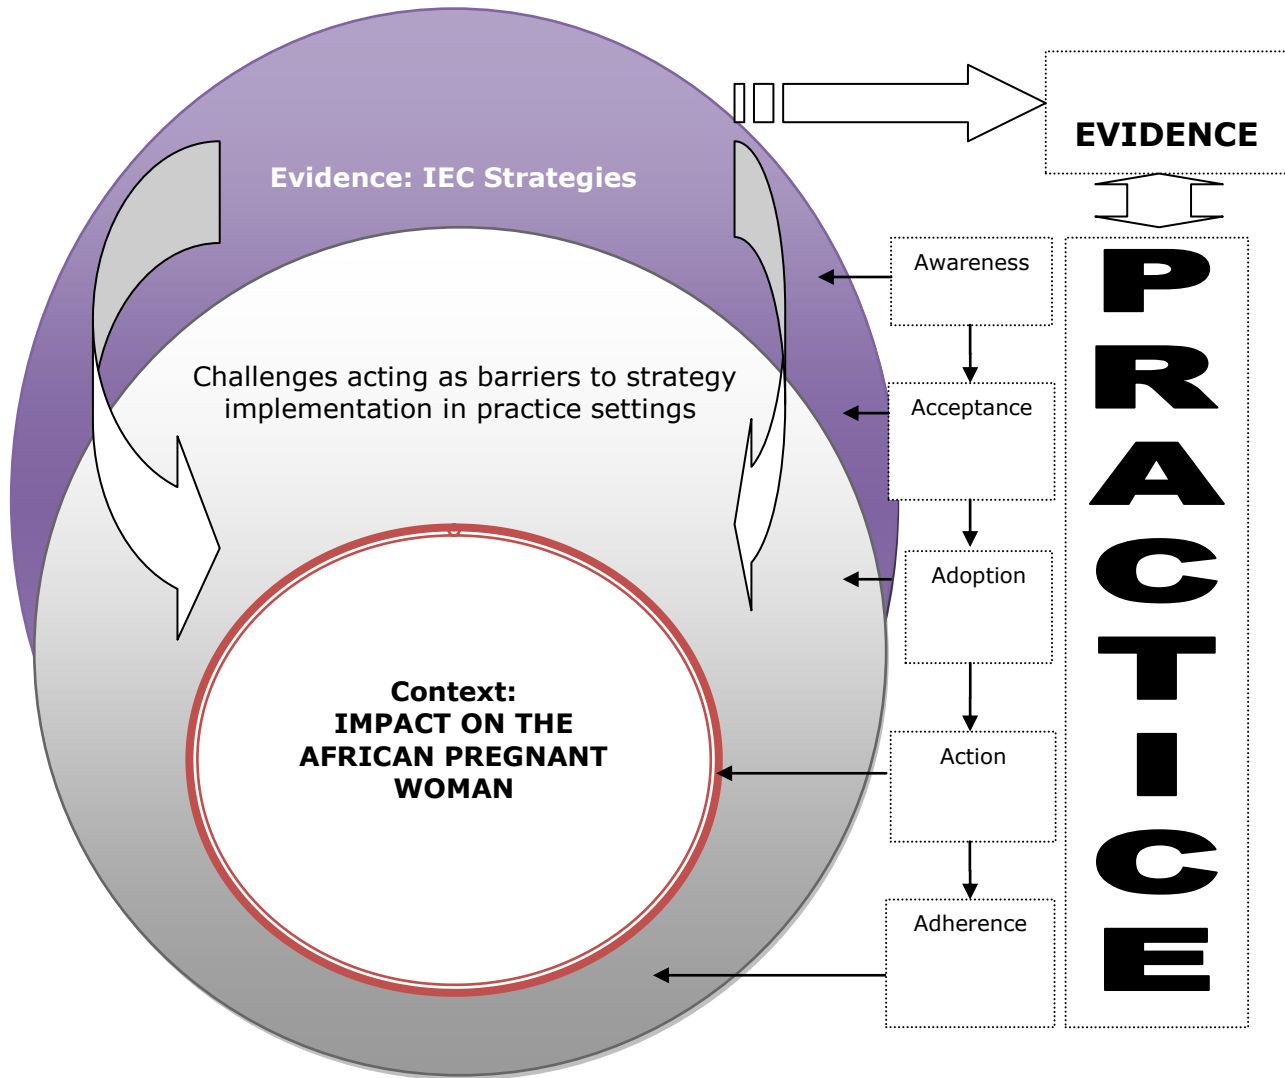 Evidence: IEC Strategies
Challenges acting as barriers to strategy
implementation in practice settings
Context:
IMPACT ON THE
AFRICAN PREGNANT
WOMAN
EVIDENCE
Awareness
Acceptance
Adoption
Action
Adherence
PRACTICE